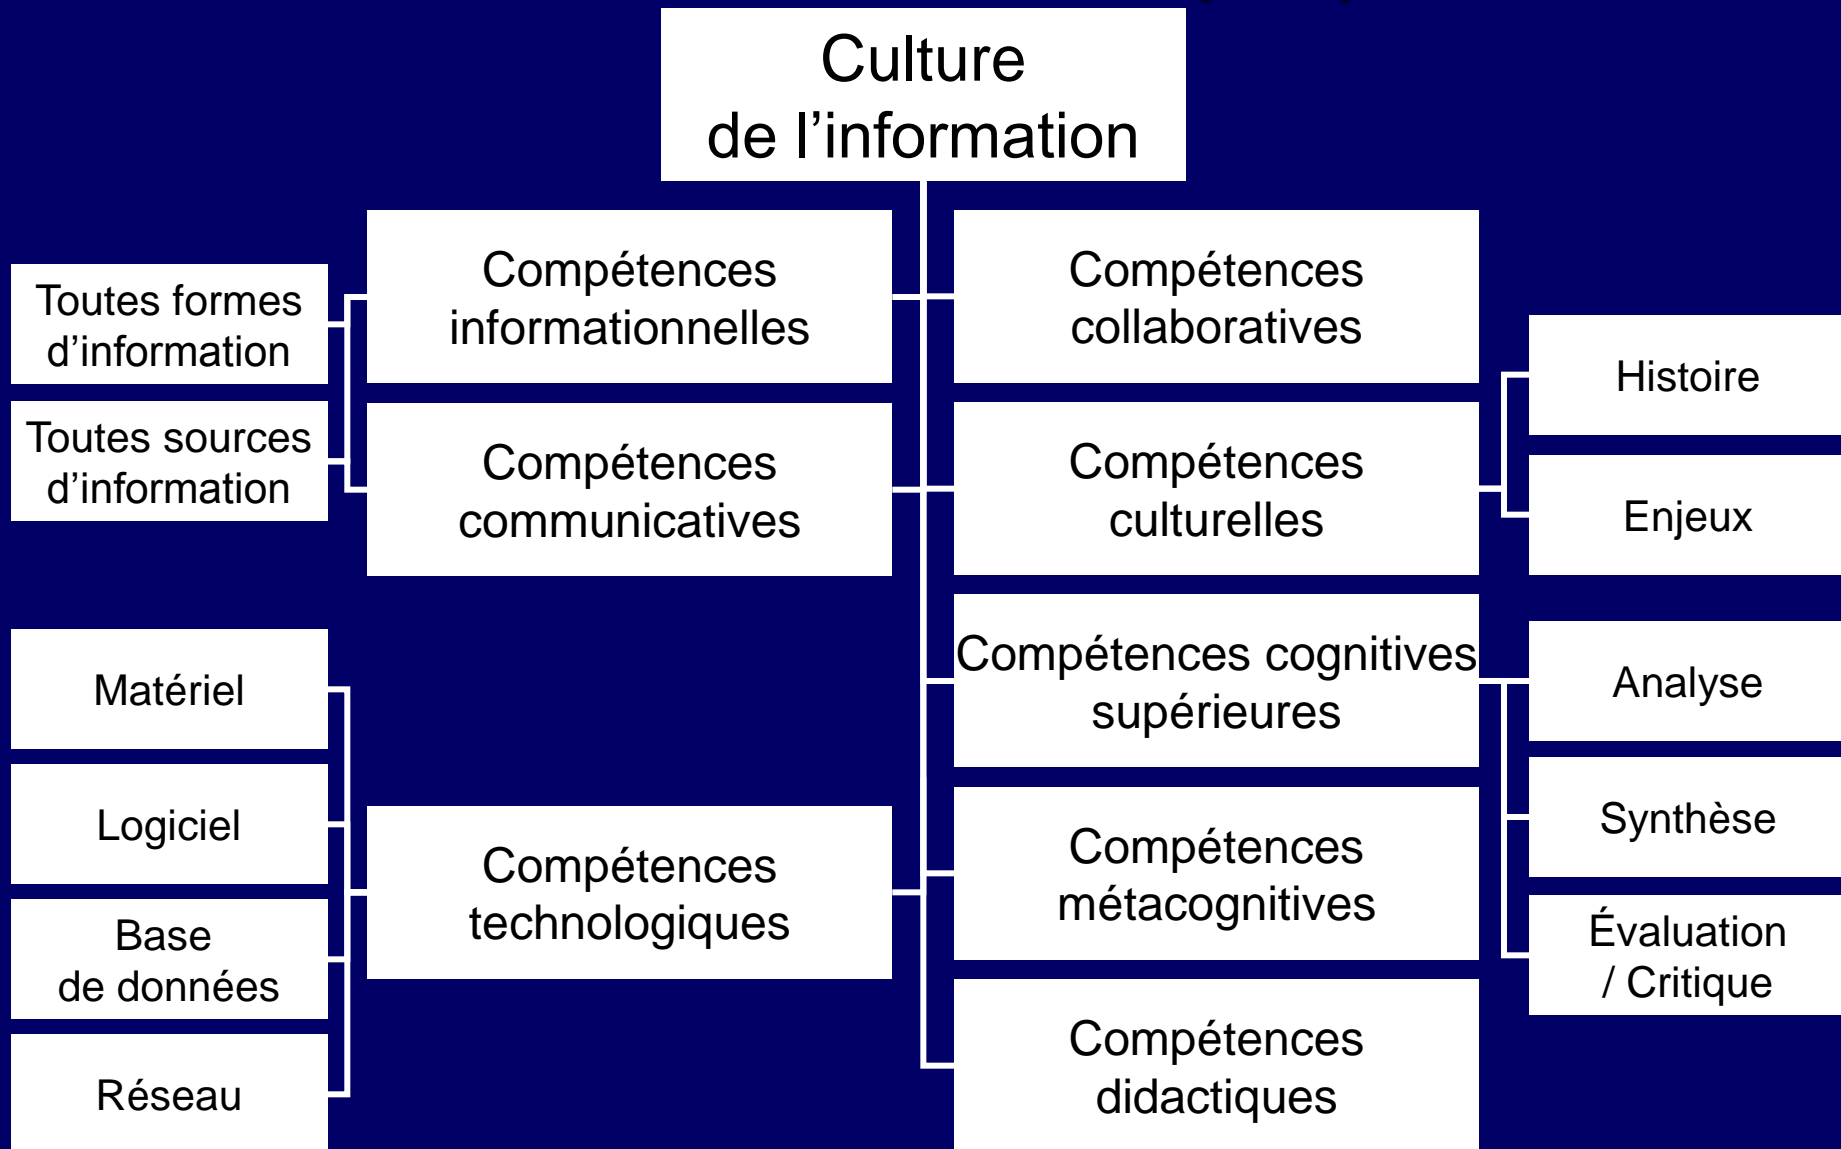 Culture
de l’information
Compétences
informationnelles
Compétences
collaboratives
Toutes formes
d’information
Toutes sources
d’information
Compétences
communicatives
Compétences
culturelles
Histoire
Enjeux
Compétences cognitives
supérieures
Analyse
Synthèse
Évaluation
/ Critique
Matériel
Logiciel
Base
de données
Réseau
Compétences
technologiques
Compétences
métacognitives
Compétences
didactiques